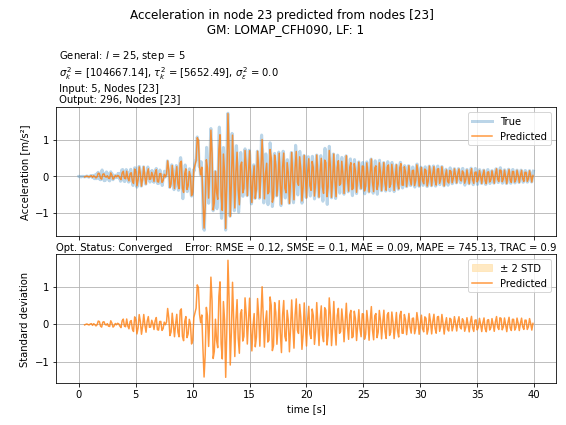 Acceleration in node 23 predicted from nodes [23]
GM: LOMAP_CFH090, LF: 1
General: l = 25, step = 5
σ²ₖ = [104667.14], τ²ₖ = [5652.49], σ²ε = 0.0
Input: 5, Nodes [23]
Output: 296, Nodes [23]
Acceleration [m/s²]
1
0
−1
True
Predicted
Opt. Status: Converged Error: RMSE = 0.12, SMSE = 0.1, MAE = 0.09, MAPE = 745.13, TRAC = 0.9
Standard deviation
1
0
−1
± 2 STD
Predicted
0 5 10 15 20 25 30 35 40
time [s]